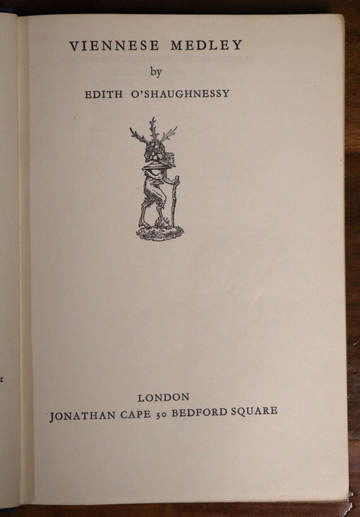 VIENNESE MEDLEY
by
EDITH O'SHAUGHNESSY
LONDON
JONATHAN CAPE 30 BEDFORD SQUARE